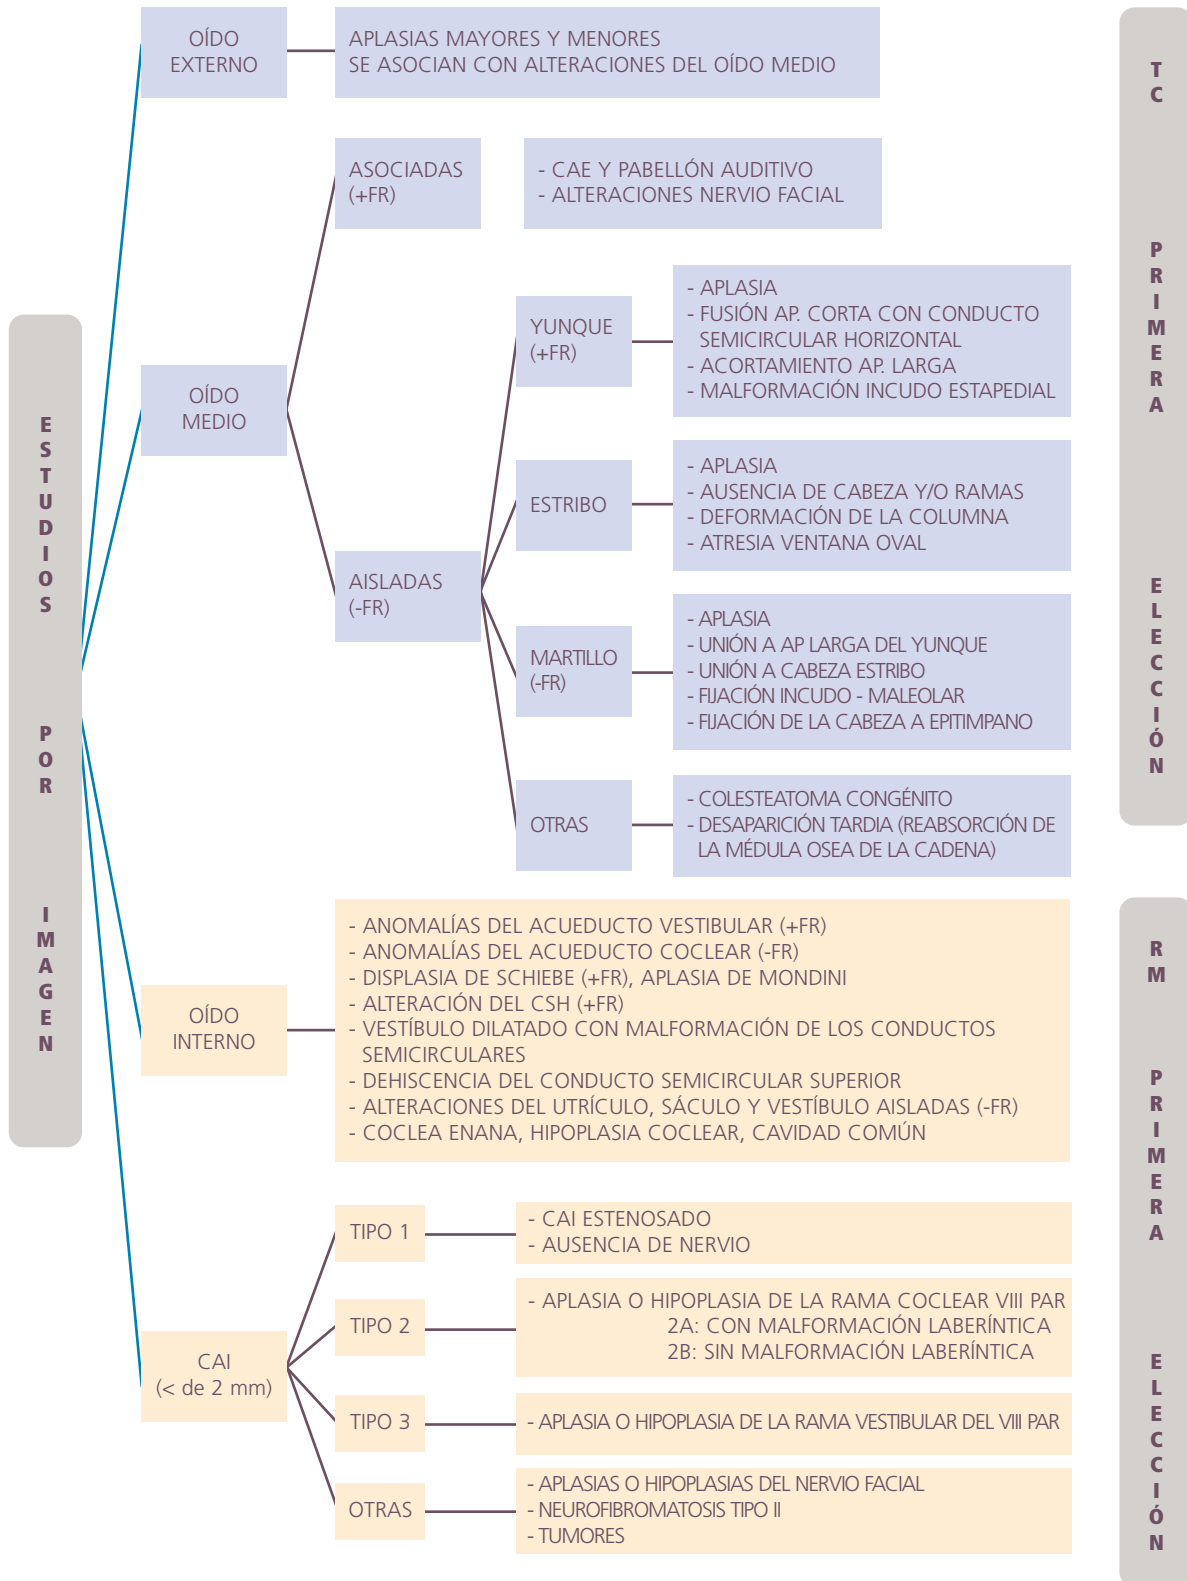 ESTUDIOS
POR
IMAGEN
OÍDO
EXTERNO
APLASIAS MAYORES Y MENORES
SE ASOCIAN CON ALTERACIONES DEL OÍDO MEDIO
OÍDO
MEDIO
ASOCIADAS
(+FR)
- CAE Y PABELLÓN AUDITIVO
- ALTERACIONES NERVIO FACIAL
AISLADAS
(-FR)
YUNQUE
(+FR)
- APLASIA
- FUSIÓN AP. CORTA CON CONDUCTO
SEMICIRCULAR HORIZONTAL
- ACORTAMIENTO AP. LARGA
- MALFORMACIÓN INCUDO ESTAPEDIAL
ESTRIBO
- APLASIA
- AUSENCIA DE CABEZA Y/O RAMAS
- DEFORMACIÓN DE LA COLUMNA
- ATRESIA VENTANA OVAL
MARTILLO
(-FR)
- APLASIA
- UNIÓN A AP LARGA DEL YUNQUE
- UNIÓN A CABEZA ESTRIBO
- FIJACIÓN INCUDO - MALEOLAR
- FIJACIÓN DE LA CABEZA A EPITIMPANO
OTRAS
- COLESTEATOMA CONGÉNITO
- DESAPARICIÓN TARDIA (REABSORCIÓN DE
LA MÉDULA OSEA DE LA CADENA)
TC
PRIMERA
ELECCIÓN
OÍDO
INTERNO
- ANOMALÍAS DEL ACUEDUCTO VESTIBULAR (+FR)
- ANOMALÍAS DEL ACUEDUCTO COCLEAR (-FR)
- DISPLASIA DE SCHIEBE (+FR), APLASIA DE MONDINI
- ALTERACIÓN DEL CSH (+FR)
- VESTÍBULO DILATADO CON MALFORMACIÓN DE LOS CONDUCTOS
SEMICIRCULARES
- DEHISCENCIA DEL CONDUCTO SEMICIRCULAR SUPERIOR
- ALTERACIONES DEL UTRÍCULO, SÁCULO Y VESTÍBULO AISLADAS (-FR)
- COCLEA ENANA, HIPOPLASIA COCLEAR, CAVIDAD COMÚN
CAI
(< de 2 mm)
TIPO 1
- CAI ESTENOSADO
- AUSENCIA DE NERVIO
TIPO 2
- APLASIA O HIPOPLASIA DE LA RAMA COCLEAR VIII PAR
2A: CON MALFORMACIÓN LABERÍNTICA
2B: SIN MALFORMACIÓN LABERÍNTICA
TIPO 3
- APLASIA O HIPOPLASIA DE LA RAMA VESTIBULAR DEL VIII PAR
OTRAS
- APLASIAS O HIPOPLASIAS DEL NERVIO FACIAL
- NEUROFIBROMATOSIS TIPO II
- TUMORES
RM
PRIMERA
ELECCIÓN